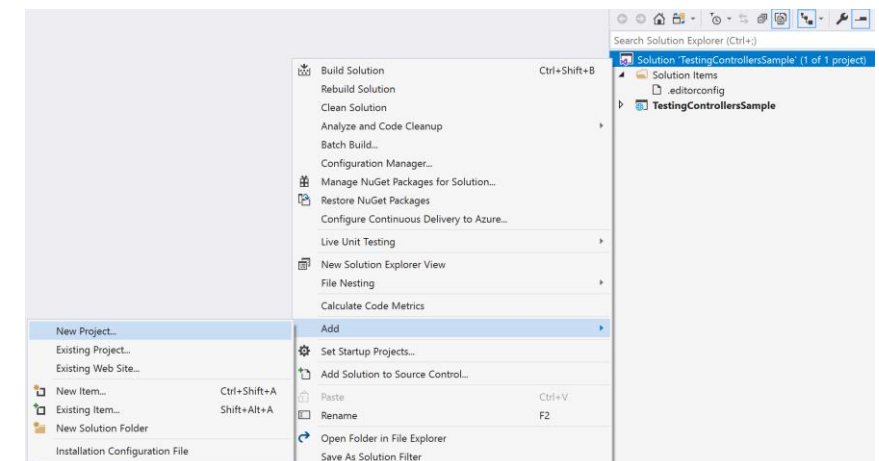 Search Solution Explorer (Ctrl+;)
Solution 'TestingControllersSample' (1 of 1 project)
Solution Items
.editorconfig
TestingControllersSample
Build Solution Ctrl+Shift+B
Rebuild Solution
Clean Solution
Analyze and Code Cleanup
Batch Build...
Configuration Manager...
Manage NuGet Packages for Solution...
Restore NuGet Packages
Configure Continuous Delivery to Azure...
Live Unit Testing
New Solution Explorer View
File Nesting
Calculate Code Metrics
Add
Set Startup Projects...
Add Solution to Source Control...
Paste Ctrl+V
Rename F2
Open Folder in File Explorer
Save As Solution Filter
New Project...
Existing Project...
Existing Web Site...
New Item... Ctrl+Shift+A
Existing Item... Shift+Alt+A
New Solution Folder
Installation Configuration File